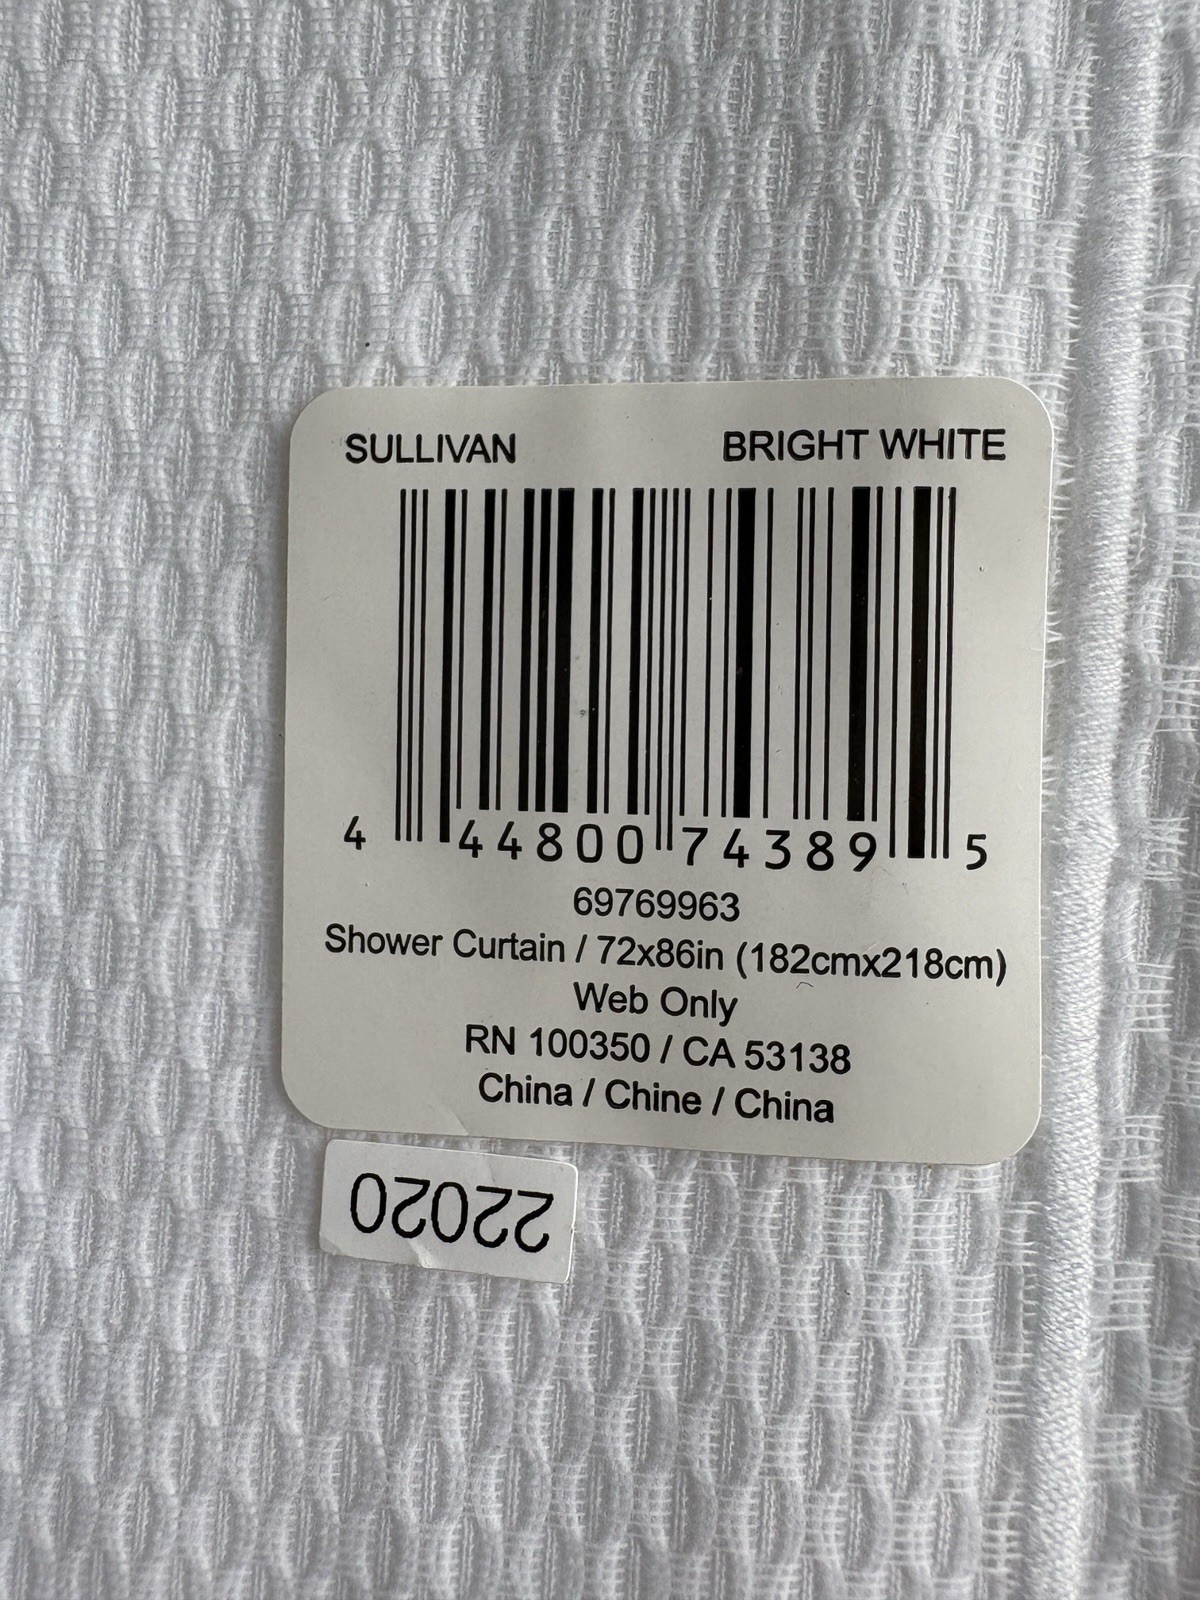 SULLIVAN BRIGHT WHITE
4 44800 74389 5
69769963
Shower Curtain / 72x86in (182cmx218cm)
Web Only
RN 100350 / CA 53138
China / Chine / China
22020